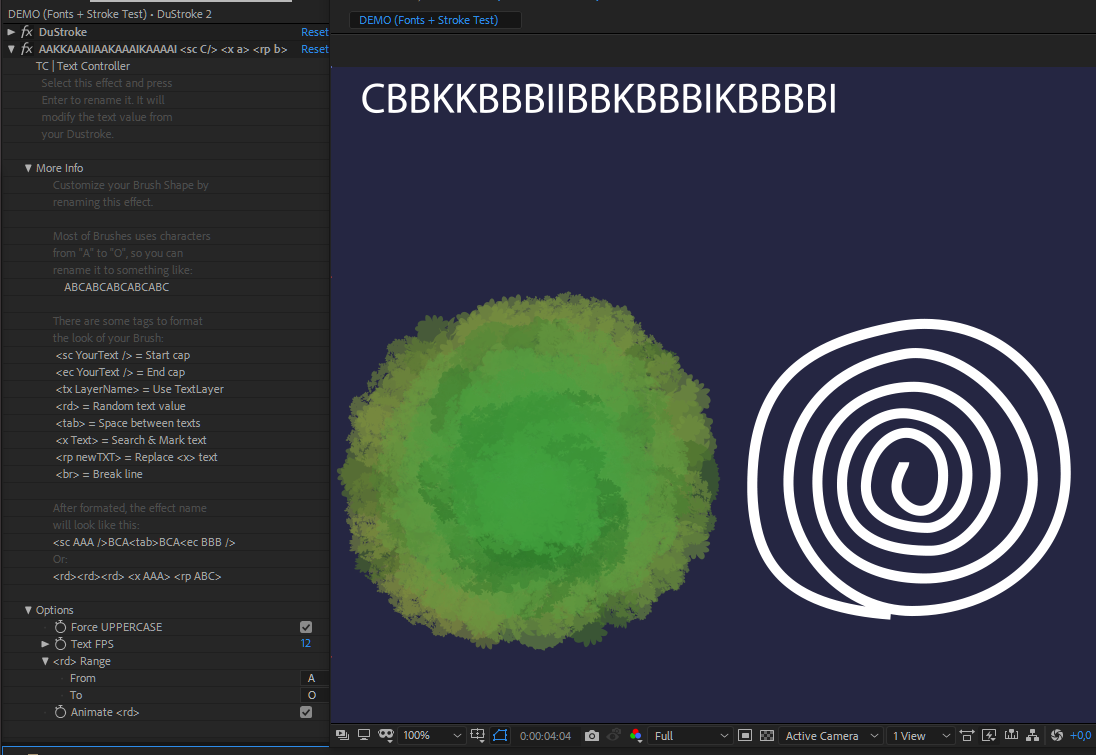 DEMO (Fonts + Stroke Test) • DuStroke 2
DuStroke
Reset
fx AAKKAAAIIAAKAAAIKAAAAI <sc C/> <x a> <rp b>
Reset
TC | Text Controller
Select this effect and press
Enter to rename it. It will
modify the text value from
your Dustroke.
More Info
Customize your Brush Shape by
renaming this effect.
Most of Brushes uses characters
from "A" to "O", so you can
rename it to something like:
ABCABCABCABCABC
There are some tags to format
the look of your Brush:
<sc YourText /> = Start cap
<ec YourText /> = End cap
<tx LayerName> = Use TextLayer
<rd> = Random text value
<tab> = Space between texts
<x Text> = Search & Mark text
<rp newTXT> = Replace <x> text
<br> = Break line
After formated, the effect name
will look like this:
<sc AAA />BCA<tab>BCA<ec BBB />
Or:
<rd><rd><rd> <x AAA> <rp ABC>
Options
Force UPPERCASE
Text FPS 12
<rd> Range
From A
To O
Animate <rd>
DEMO (Fonts + Stroke Test)
CBBKKBBBIIBBKBBBIKBBBBI
100% 0:00:04:04 Full Active Camera 1 View +0,0